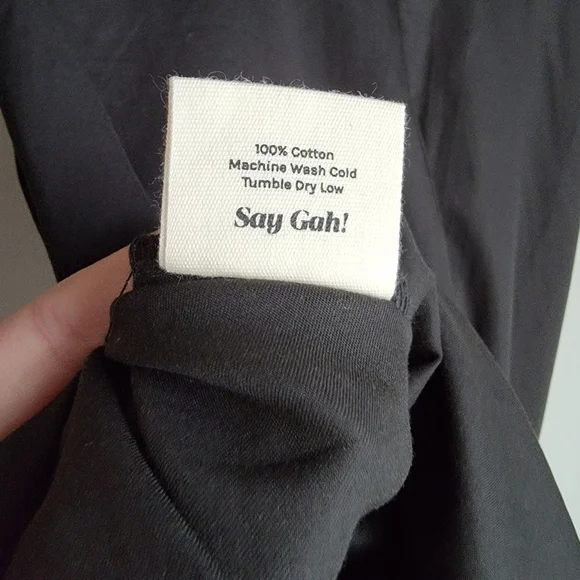 100% Cotton
Machine Wash Cold
Tumble Dry Low
Say Gah!